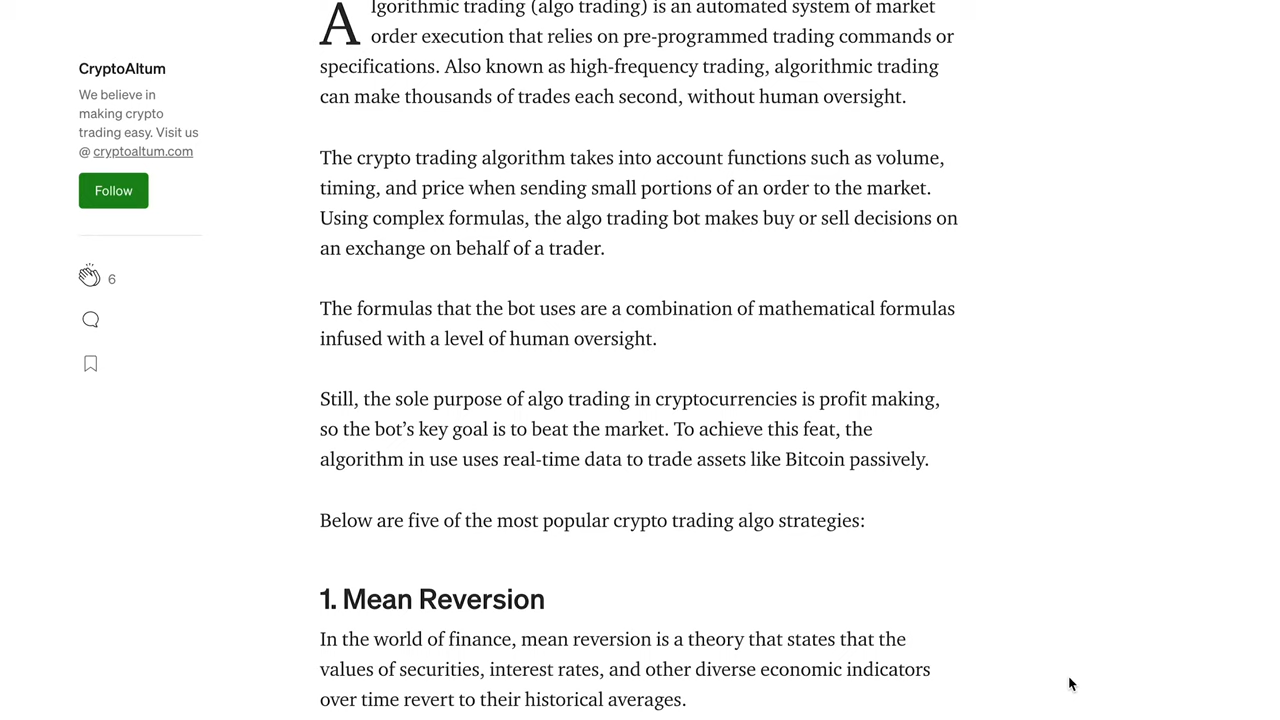 CryptoAltum
We believe in
making crypto
trading easy. Visit us
@ cryptoaltum.com
Follow
6
Algorithmic trading (algo trading) is an automated system of market
order execution that relies on pre-programmed trading commands or
specifications. Also known as high-frequency trading, algorithmic trading
can make thousands of trades each second, without human oversight.
The crypto trading algorithm takes into account functions such as volume,
timing, and price when sending small portions of an order to the market.
Using complex formulas, the algo trading bot makes buy or sell decisions on
an exchange on behalf of a trader.
The formulas that the bot uses are a combination of mathematical formulas
infused with a level of human oversight.
Still, the sole purpose of algo trading in cryptocurrencies is profit making,
so the bot’s key goal is to beat the market. To achieve this feat, the
algorithm in use uses real-time data to trade assets like Bitcoin passively.
Below are five of the most popular crypto trading algo strategies:
1. Mean Reversion
In the world of finance, mean reversion is a theory that states that the
values of securities, interest rates, and other diverse economic indicators
over time revert to their historical averages.